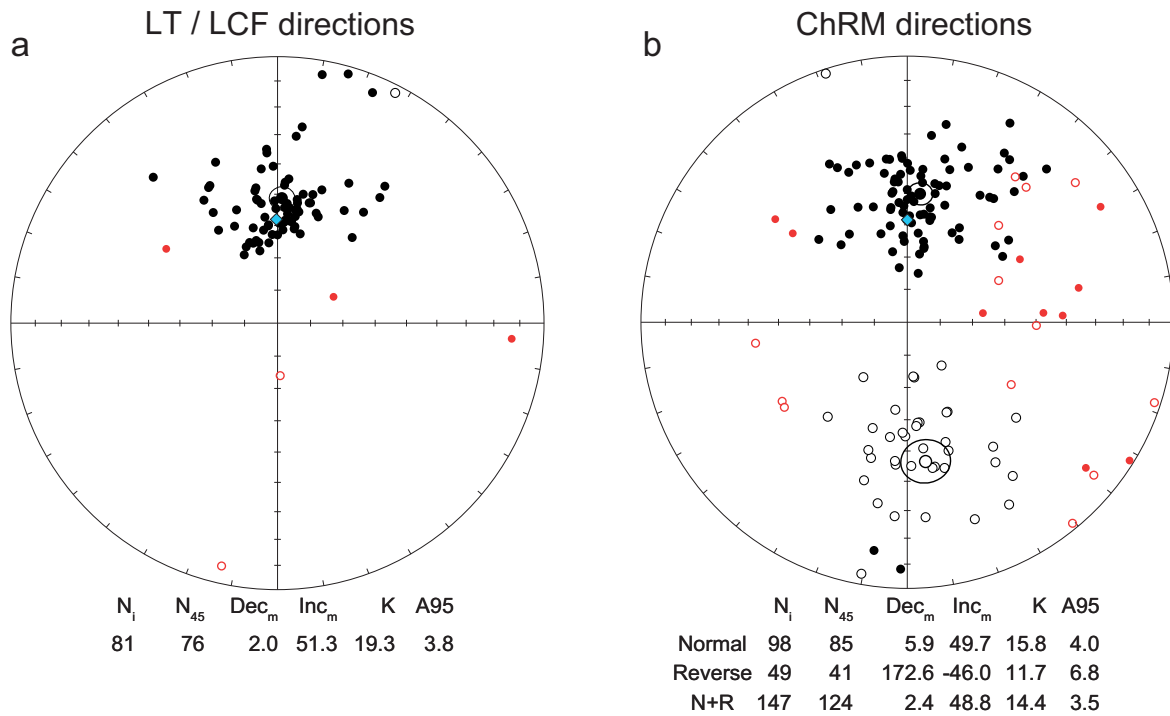 LT / LCF directions
ChRM directions
a
b
Nᵢ N₄₅ Decₘ Incₘ K A95
81 76 2.0 51.3 19.3 3.8
Nᵢ N₄₅ Decₘ Incₘ K A95
Normal 98 85 5.9 49.7 15.8 4.0
Reverse 49 41 172.6 -46.0 11.7 6.8
N+R 147 124 2.4 48.8 14.4 3.5